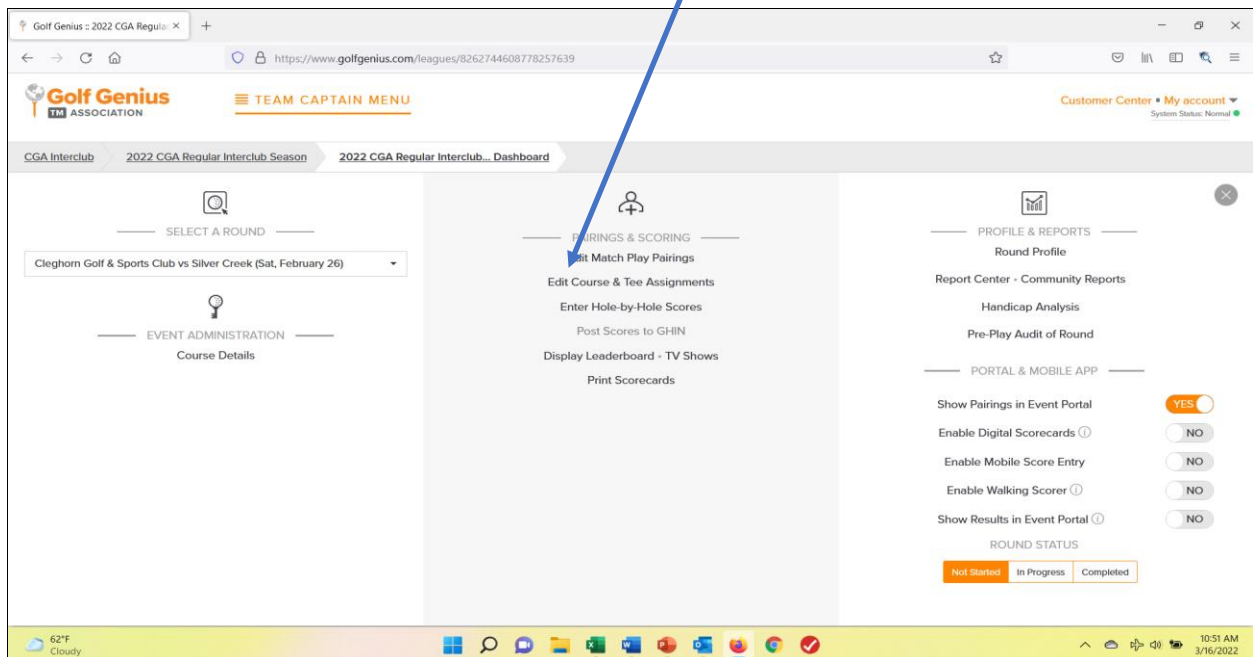 Golf Genius :: 2022 CGA Regula
https://www.golfgenius.com/leagues/8262744608778257639
Golf Genius
TM ASSOCIATION
TEAM CAPTAIN MENU
Customer Center • My account
System Status: Normal
CGA Interclub
2022 CGA Regular Interclub Season
2022 CGA Regular Interclub... Dashboard
SELECT A ROUND
Cleghorn Golf & Sports Club vs Silver Creek (Sat, February 26)
EVENT ADMINISTRATION
Course Details
PAIRINGS & SCORING
Edit Match Play Pairings
Edit Course & Tee Assignments
Enter Hole-by-Hole Scores
Post Scores to GHIN
Display Leaderboard - TV Shows
Print Scorecards
PROFILE & REPORTS
Round Profile
Report Center - Community Reports
Handicap Analysis
Pre-Play Audit of Round
PORTAL & MOBILE APP
Show Pairings in Event Portal YES
Enable Digital Scorecards NO
Enable Mobile Score Entry NO
Enable Walking Scorer NO
Show Results in Event Portal NO
ROUND STATUS
Not Started In Progress Completed
62°F
Cloudy
10:51 AM
3/16/2022